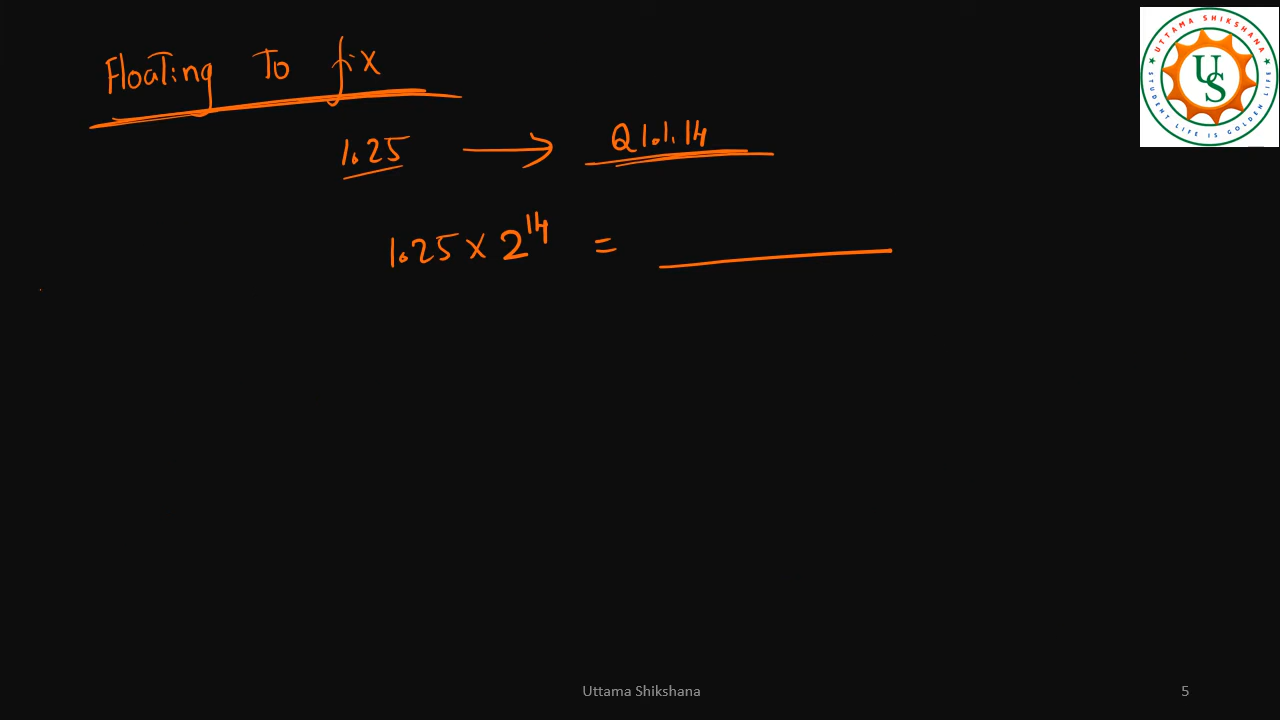 Floating To fix
1.25 → Q1.1.14
1.25 × 2^14 = 
UTTAMA SHIKSHANA
US
STUDENT LIFE IS GOLDEN LIFE
Uttama Shikshana
5